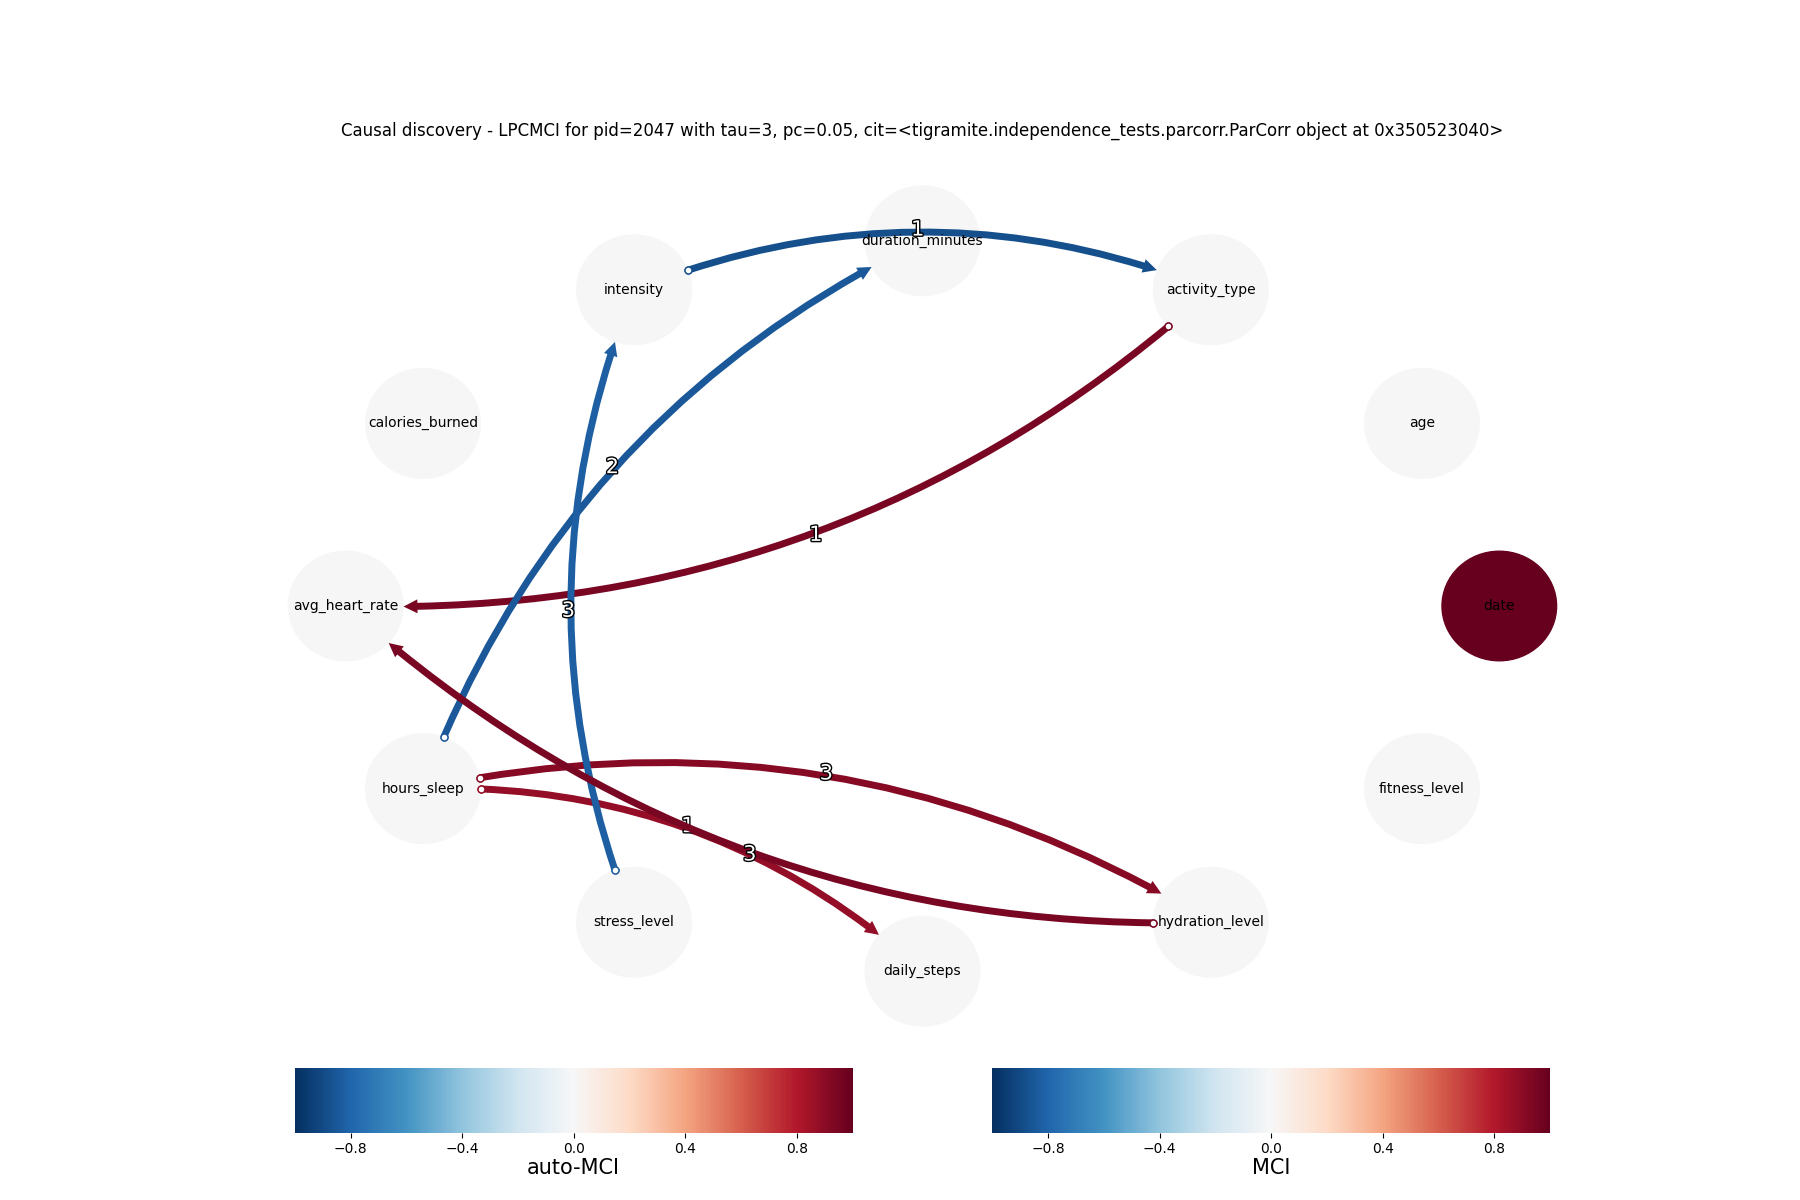 Causal discovery - LPCMCI for pid=2047 with tau=3, pc=0.05, cit=<tigramite.independence_tests.parcorr.ParCorr object at 0x350523040>
1
duration_minutes
intensity
activity_type
calories_burned
age
2
1
avg_heart_rate
date
3
3
hours_sleep
fitness_level
1
3
stress_level
hydration_level
daily_steps
−0.8 −0.4 0.0 0.4 0.8
auto-MCI
−0.8 −0.4 0.0 0.4 0.8
MCI